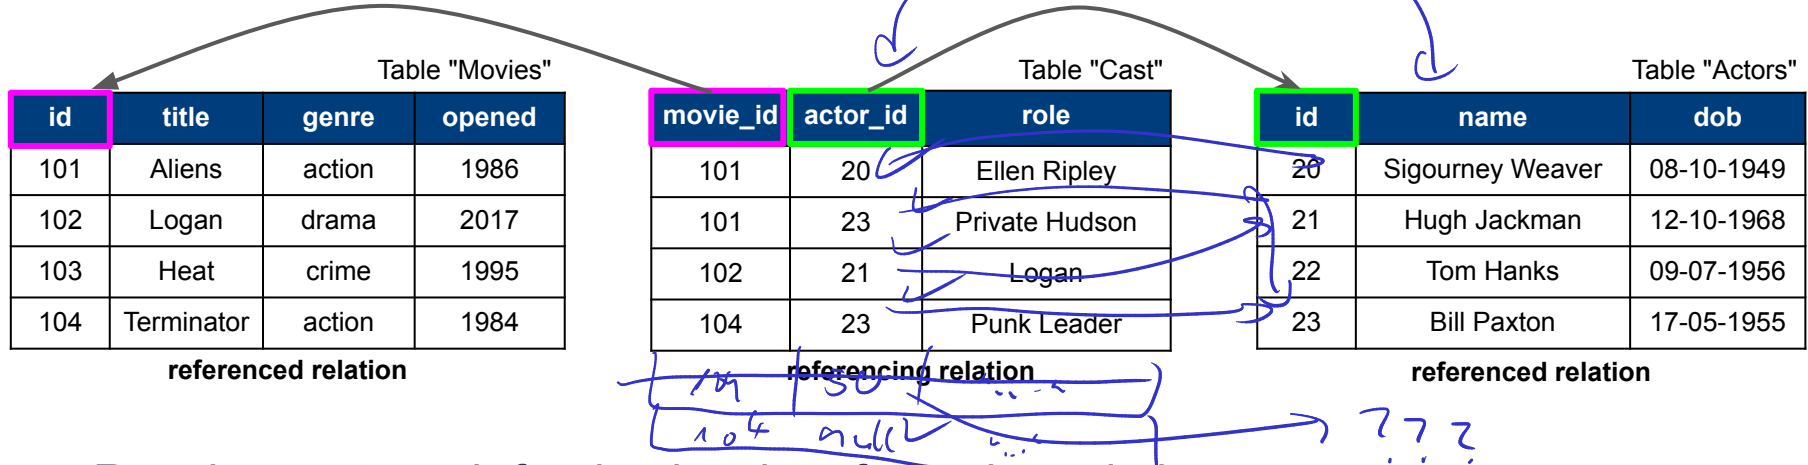 Table "Movies"
id title genre opened
101 Aliens action 1986
102 Logan drama 2017
103 Heat crime 1995
104 Terminator action 1984
referenced relation
Table "Cast"
movie_id actor_id role
101 20 Ellen Ripley
101 23 Private Hudson
102 21 Logan
104 23 Punk Leader
referencing relation
50 ...
104 null ...
Table "Actors"
id name dob
20 Sigourney Weaver 08-10-1949
21 Hugh Jackman 12-10-1968
22 Tom Hanks 09-07-1956
23 Bill Paxton 17-05-1955
referenced relation
???